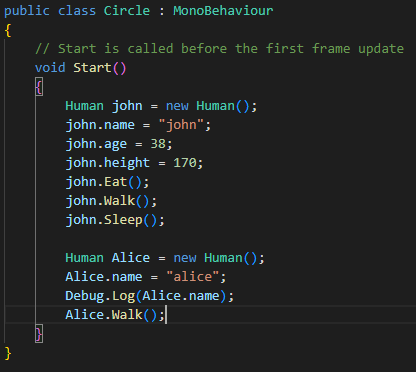 public class Circle : MonoBehaviour
{
    // Start is called before the first frame update
    void Start()
    {
        Human john = new Human();
        john.name = "john";
        john.age = 38;
        john.height = 170;
        john.Eat();
        john.Walk();
        john.Sleep();

        Human Alice = new Human();
        Alice.name = "alice";
        Debug.Log(Alice.name);
        Alice.Walk();
    }
}